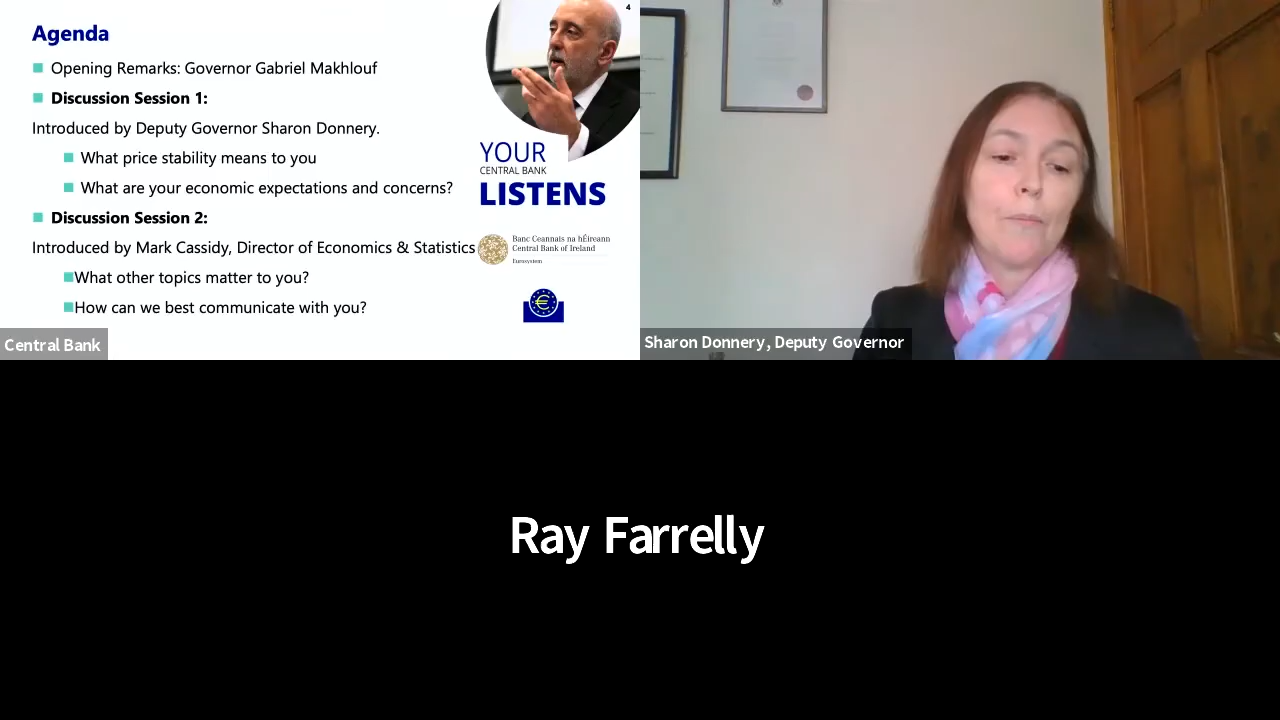 4
Agenda
Opening Remarks: Governor Gabriel Makhlouf
Discussion Session 1:
Introduced by Deputy Governor Sharon Donnery.
What price stability means to you
What are your economic expectations and concerns?
Discussion Session 2:
Introduced by Mark Cassidy, Director of Economics & Statistics
What other topics matter to you?
How can we best communicate with you?
YOUR
CENTRAL BANK
LISTENS
Banc Ceannais na hÉireann
Central Bank of Ireland
Eurosystem
Central Bank
Sharon Donnery, Deputy Governor
Ray Farrelly